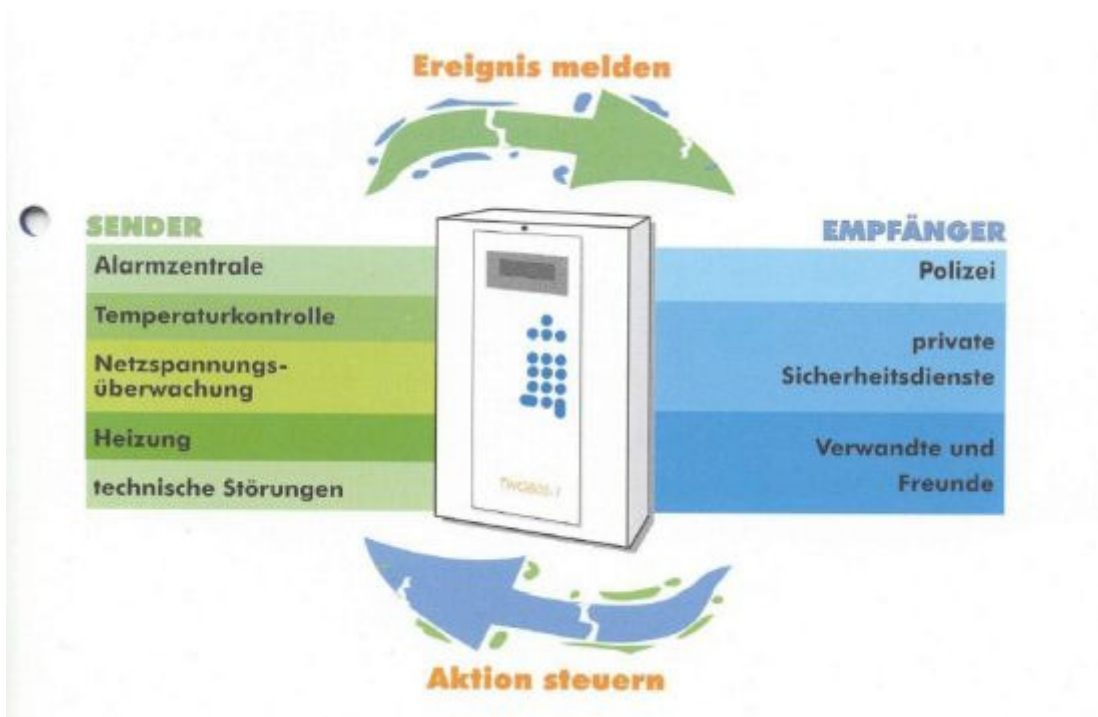 Ereignis melden
SENDER
Alarmzentrale
Temperaturkontrolle
Netzspannungs-
überwachung
Heizung
technische Störungen
EMPFÄNGER
Polizei
private
Sicherheitsdienste
Verwandte und
Freunde
Aktion steuern